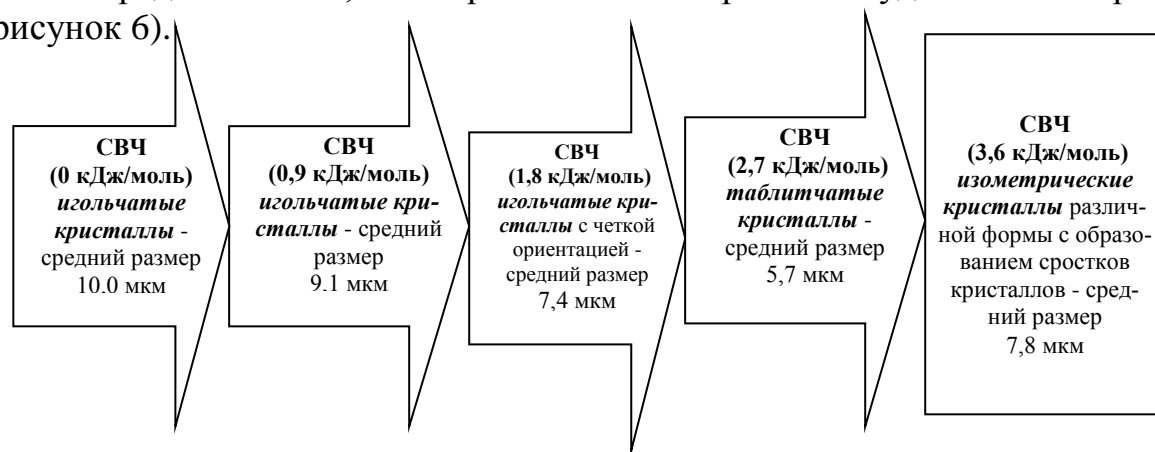 рисунок 6).
СВЧ
(0 кДж/моль)
игольчатые
кристаллы -
средний размер
10.0 мкм
СВЧ
(0,9 кДж/моль)
игольчатые кри-
сталлы - средний
размер
9.1 мкм
СВЧ
(1,8 кДж/моль)
игольчатые кри-
сталлы с четкой
ориентацией -
средний размер
7,4 мкм
СВЧ
(2,7 кДж/моль)
таблитчатые
кристаллы -
средний размер
5,7 мкм
СВЧ
(3,6 кДж/моль)
изометрические
кристаллы различ-
ной формы с образо-
ванием сростков
кристаллов - сред-
ний размер
7,8 мкм